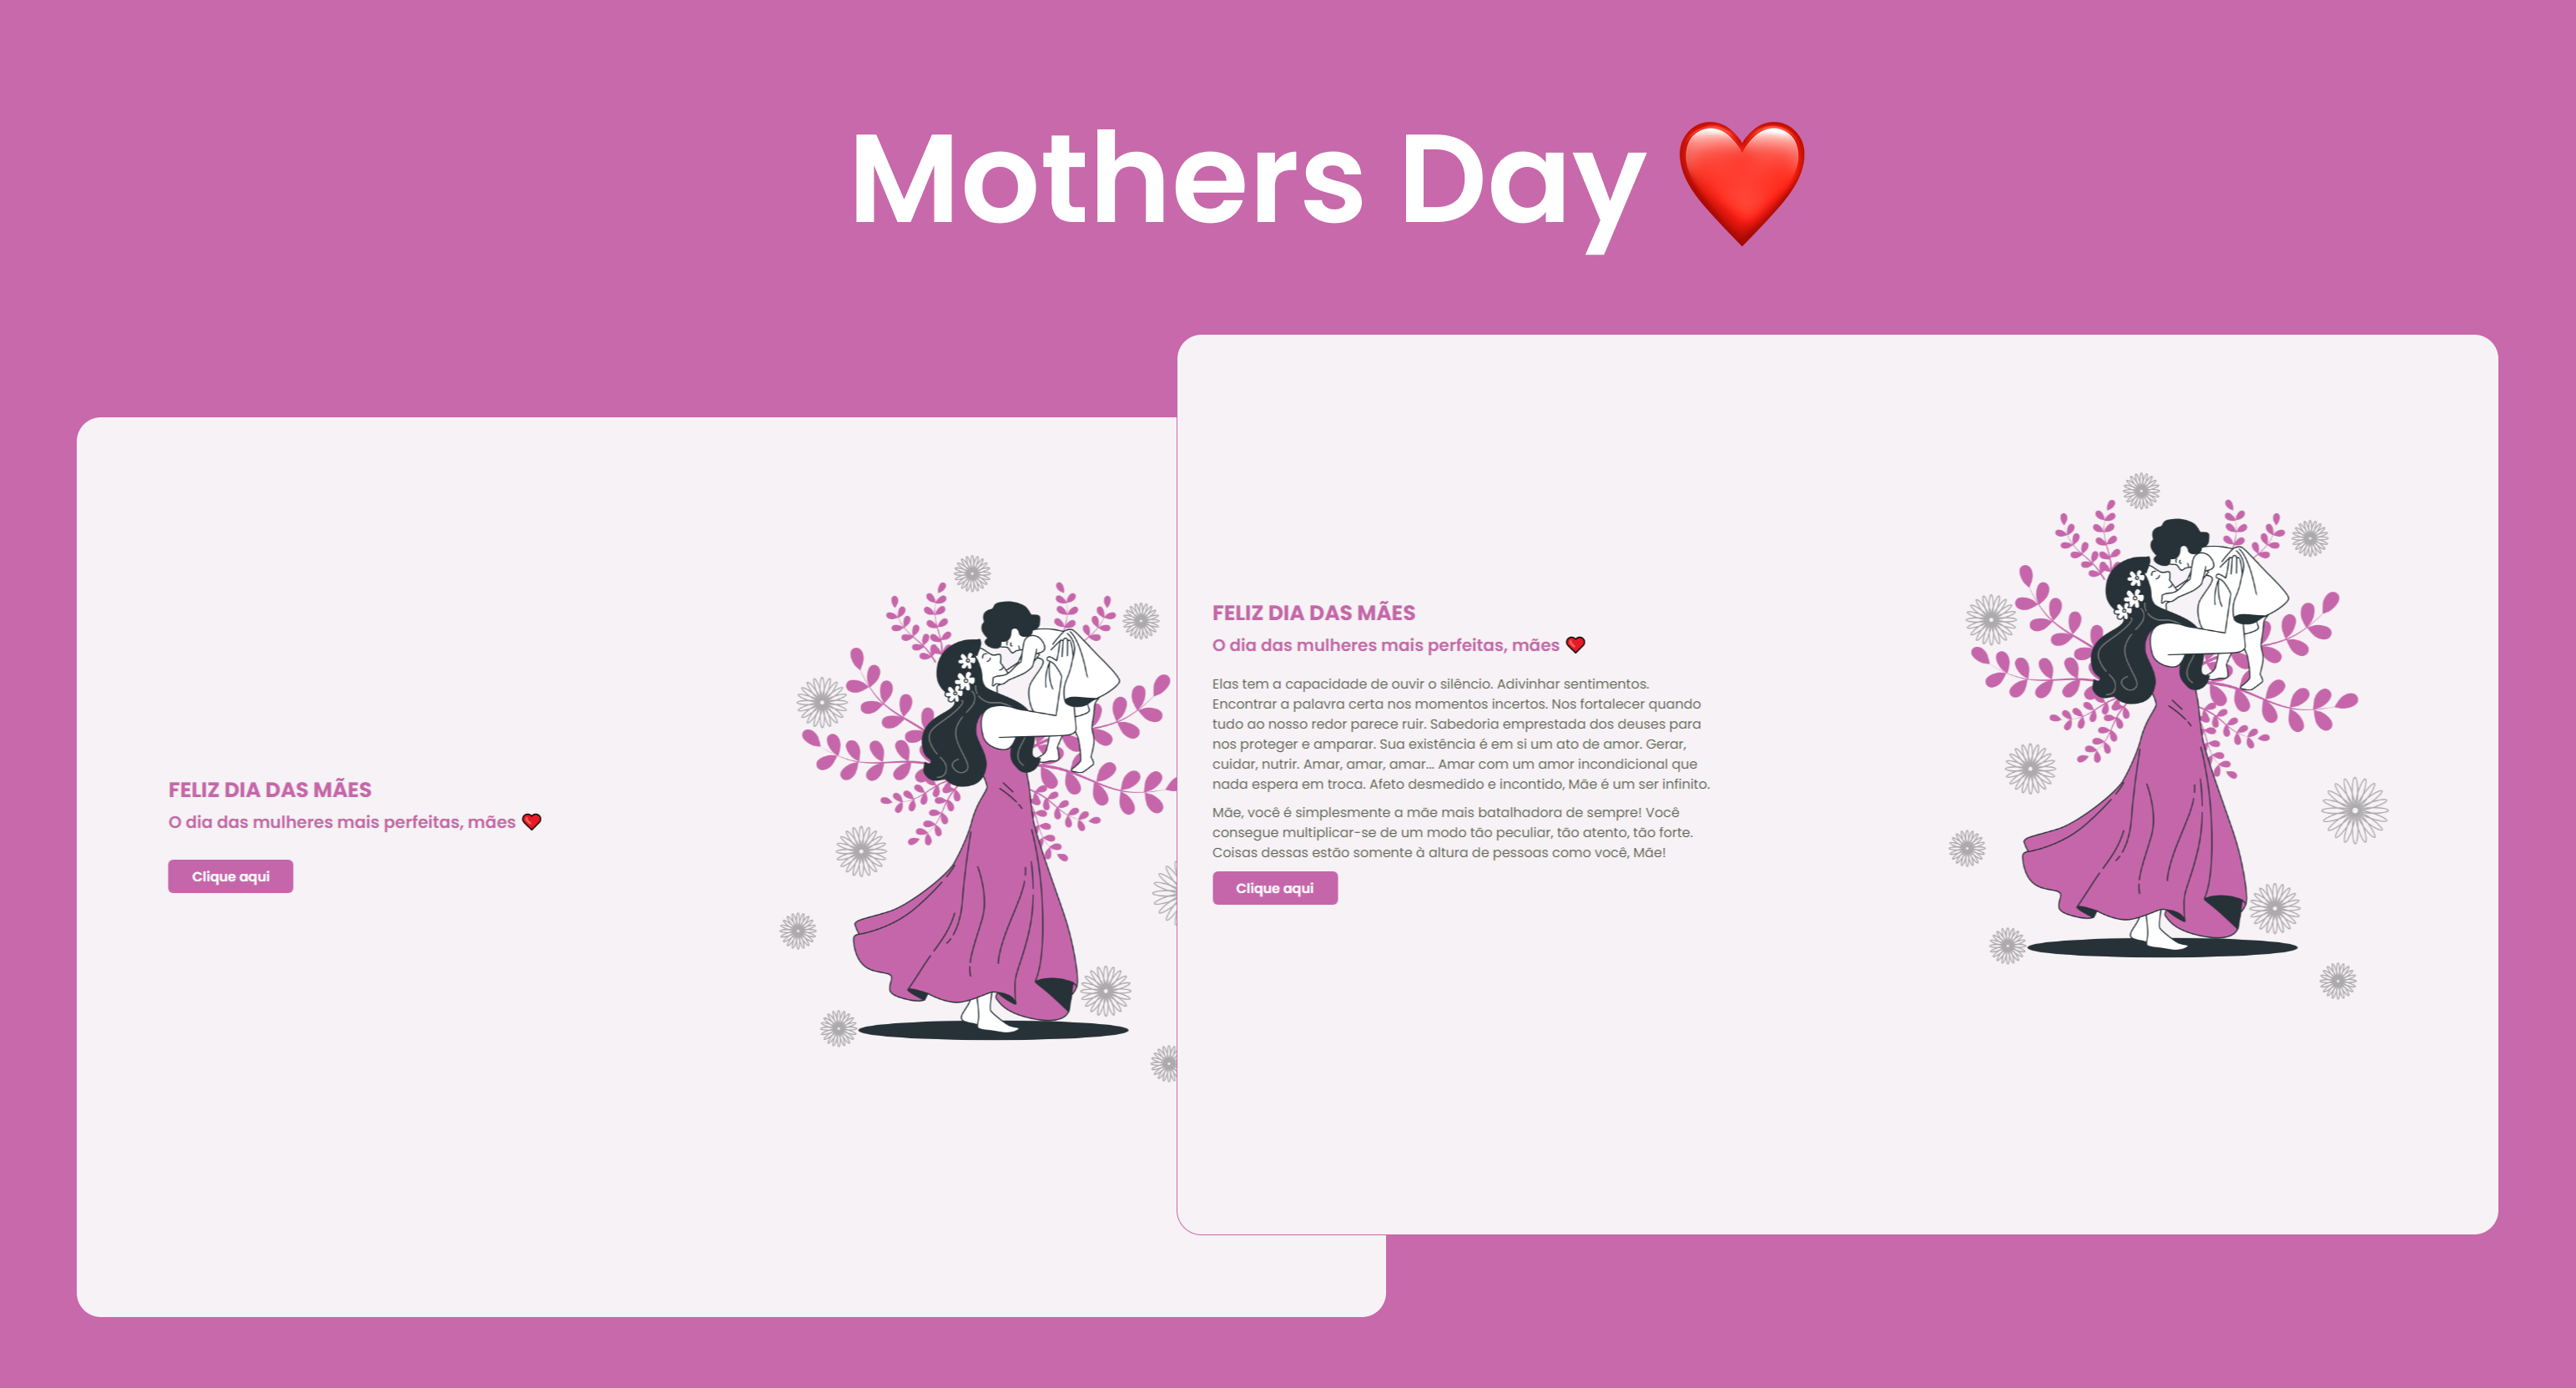 Mothers Day ❤️
FELIZ DIA DAS MÃES
O dia das mulheres mais perfeitas, mães ❤️
Clique aqui
FELIZ DIA DAS MÃES
O dia das mulheres mais perfeitas, mães ❤️
Elas tem a capacidade de ouvir o silêncio. Adivinhar sentimentos.
Encontrar a palavra certa nos momentos incertos. Nos fortalecer quando
tudo ao nosso redor parece ruir. Sabedoria emprestada dos deuses para
nos proteger e amparar. Sua existência é em si um ato de amor. Gerar,
cuidar, nutrir. Amar, amar, amar... Amar com um amor incondicional que
nada espera em troca. Afeto desmedido e incontido, Mãe é um ser infinito.
Mãe, você é simplesmente a mãe mais batalhadora de sempre! Você
consegue multiplicar-se de um modo tão peculiar, tão atento, tão forte.
Coisas dessas estão somente à altura de pessoas como você, Mãe!
Clique aqui